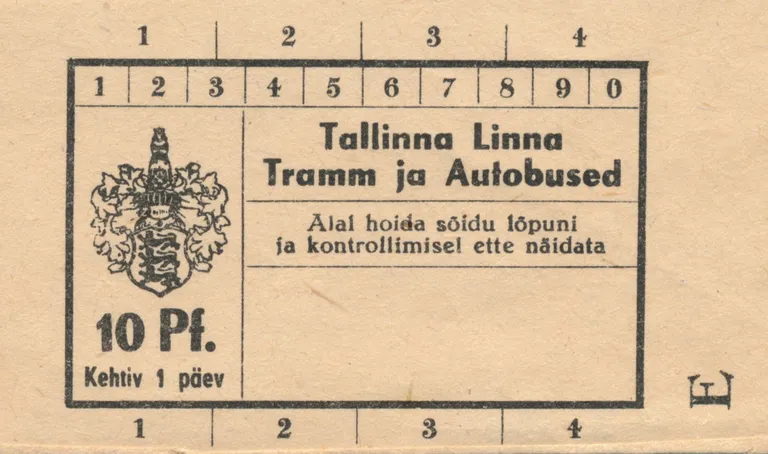 1 2 3 4
1 2 3 4 5 6 7 8 9 0
Tallinna Linna
Tramm ja Autobused
Alal hoida sõidu lõpuni
ja kontrollimisel ette näidata
10 Pf.
Kehtiv 1 päev
E
1 2 3 4